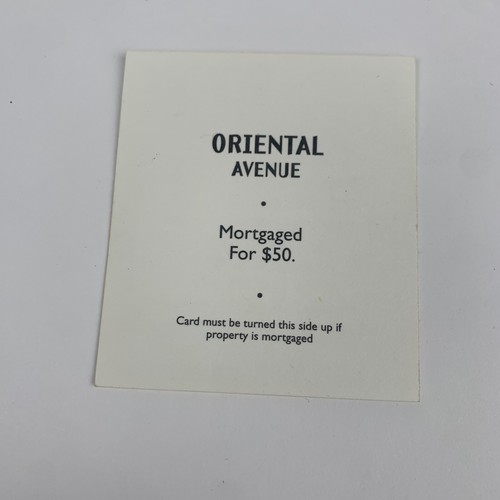 ORIENTAL
AVENUE
•
Mortgaged
For $50.
•
Card must be turned this side up if
property is mortgaged